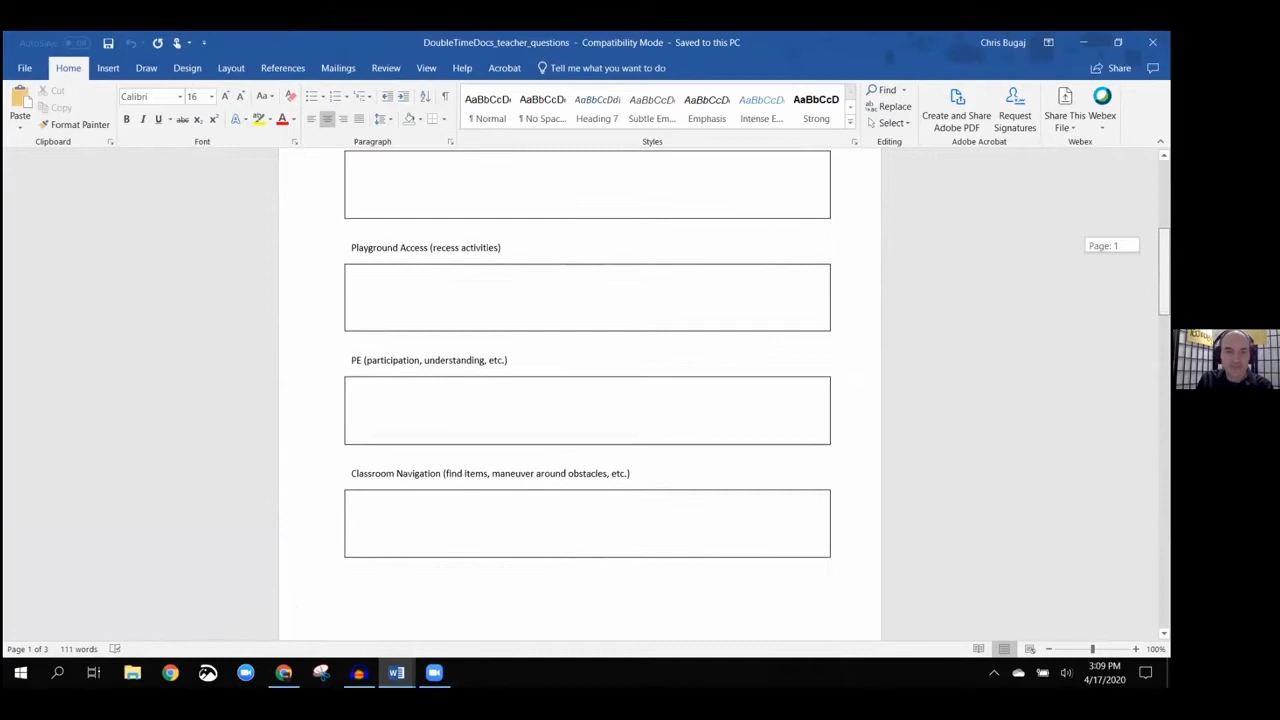 AutoSave Off
DoubleTimeDocs_teacher_questions - Compatibility Mode - Saved to this PC
Chris Bugaj
File Home Insert Draw Design Layout References Mailings Review View Help Acrobat Tell me what you want to do Share
Paste
Cut
Copy
Format Painter
Clipboard
Calibri 16
Font
Paragraph
AaBbCcDd AaBbCcDd AaBbCcDd AaBbCcDd AaBbCcDd AaBbCcDd AaBbCcD
¶ Normal ¶ No Spac... Heading 7 Subtle Em... Emphasis Intense E... Strong
Styles
Find
Replace
Select
Editing
Create and Share
Adobe PDF
Request
Signatures
Adobe Acrobat
Share This
File
Webex
Webex
Playground Access (recess activities)
Page: 1
PE (participation, understanding, etc.)
Classroom Navigation (find items, maneuver around obstacles, etc.)
Page 1 of 3 111 words
100%
3:09 PM
4/17/2020